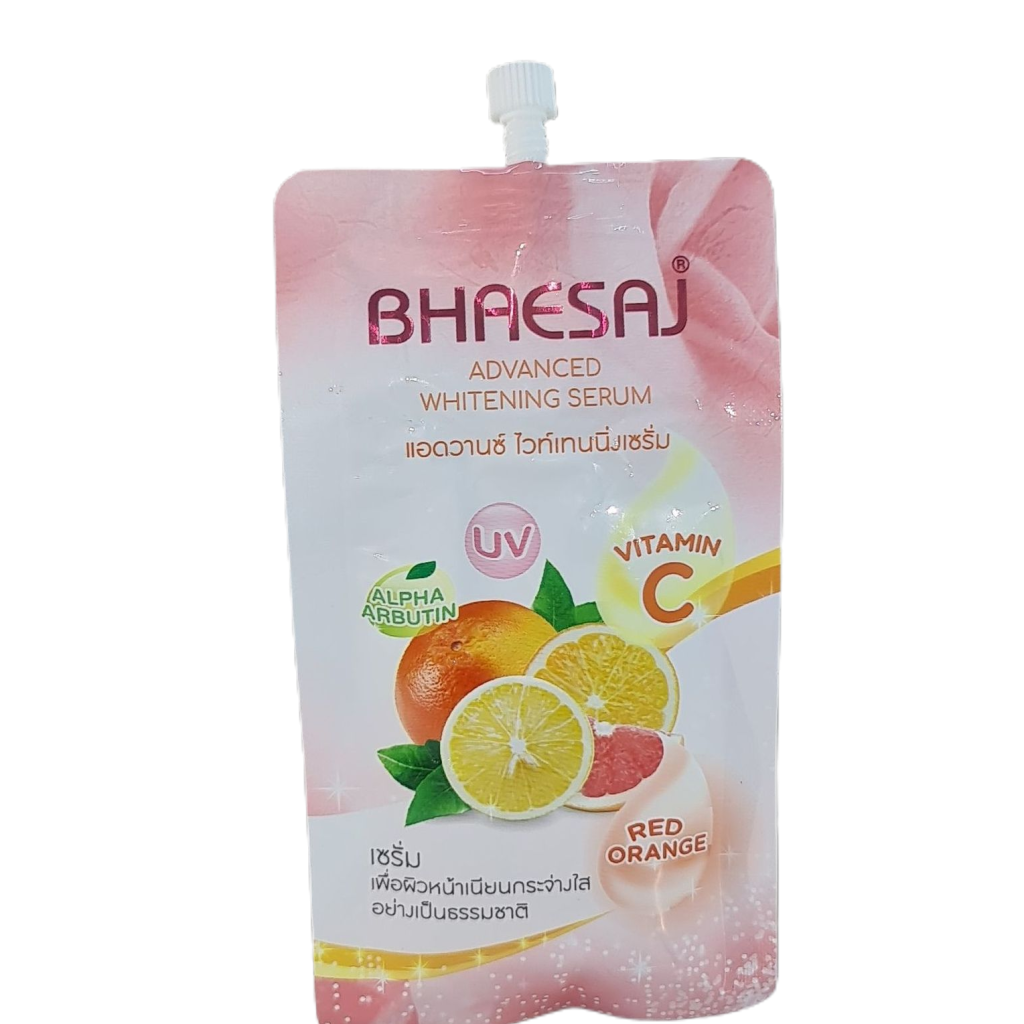 BHAESAJ®
ADVANCED
WHITENING SERUM
แอดวานซ์ ไวท์เทนนิ่งเซรั่ม
UV
VITAMIN
C
ALPHA
ARBUTIN
RED
ORANGE
เซรั่ม
เพื่อผิวหน้าเนียนกระจ่างใส
อย่างเป็นธรรมชาติ